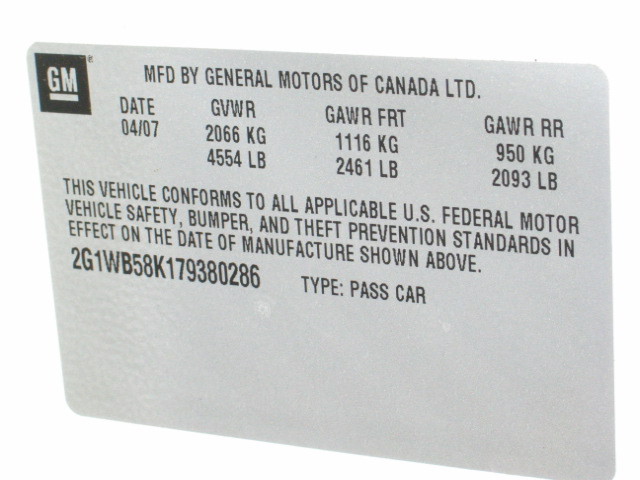 GM
MFD BY GENERAL MOTORS OF CANADA LTD.
DATE GVWR GAWR FRT GAWR RR
04/07 2066 KG 1116 KG 950 KG
4554 LB 2461 LB 2093 LB
THIS VEHICLE CONFORMS TO ALL APPLICABLE U.S. FEDERAL MOTOR
VEHICLE SAFETY, BUMPER, AND THEFT PREVENTION STANDARDS IN
EFFECT ON THE DATE OF MANUFACTURE SHOWN ABOVE.
2G1WB58K179380286 TYPE: PASS CAR